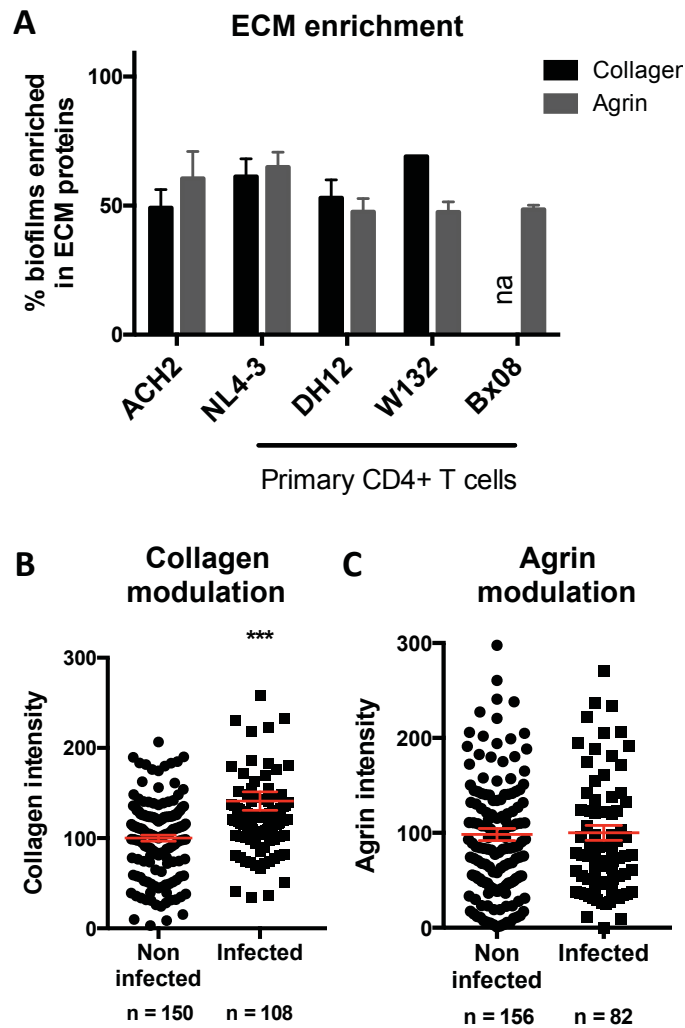 A
ECM enrichment
Collagen
Agrin
% biofilms enriched
in ECM proteins
100
50
0
na
ACH2
NL4-3
DH12
W132
Bx08
Primary CD4+ T cells
B
Collagen
modulation
***
Collagen intensity
300
200
100
0
Non
infected
Infected
n = 150
n = 108
C
Agrin
modulation
Agrin intensity
300
200
100
0
Non
infected
Infected
n = 156
n = 82